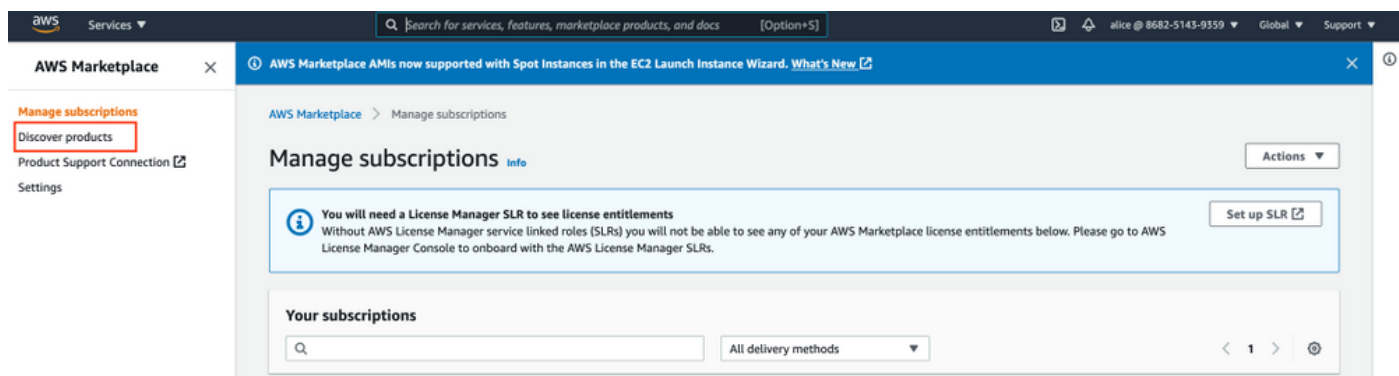 aws
Services
Search for services, features, marketplace products, and docs [Option+S]
alice @ 8682-5143-9359
Global
Support
AWS Marketplace
Manage subscriptions
Discover products
Product Support Connection
Settings
AWS Marketplace AMIs now supported with Spot Instances in the EC2 Launch Instance Wizard. What's New
AWS Marketplace > Manage subscriptions
Manage subscriptions Info
Actions
You will need a License Manager SLR to see license entitlements
Without AWS License Manager service linked roles (SLRs) you will not be able to see any of your AWS Marketplace license entitlements below. Please go to AWS
License Manager Console to onboard with the AWS License Manager SLRs.
Set up SLR
Your subscriptions
All delivery methods
1